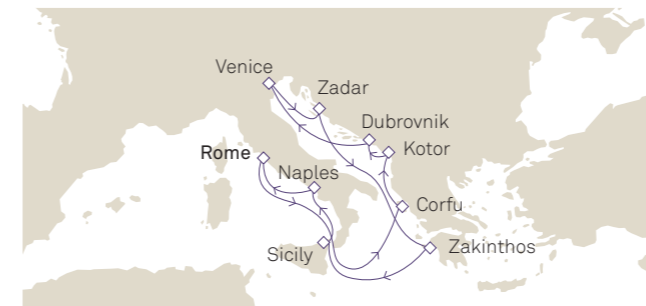 Venice
Zadar
Dubrovnik
Rome
Kotor
Naples
Corfu
Sicily
Zakinthos